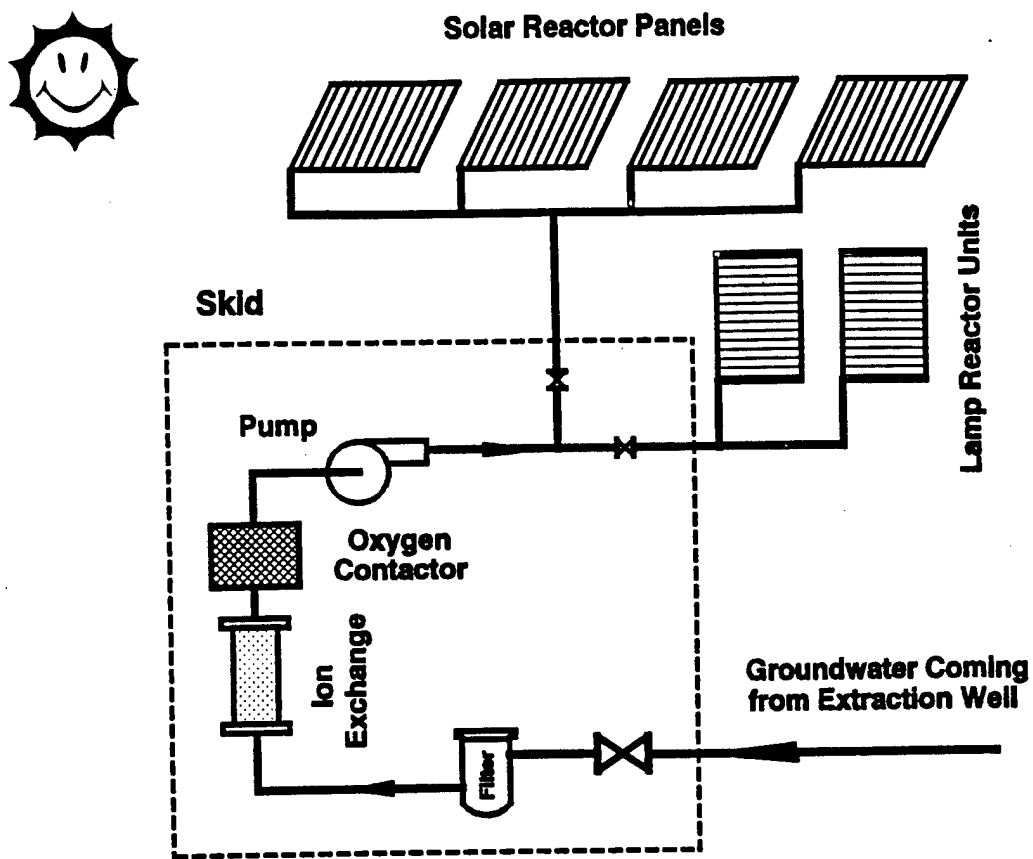 Solar Reactor Panels
Lamp Reactor Units
Skid
Pump
Oxygen
Contactor
Ion
Exchange
Groundwater Coming
from Extraction Well
Filter